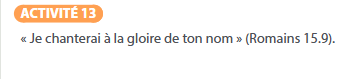 ACTIVITÉ 13
« Je chanterai à la gloire de ton nom » (Romains 15.9).